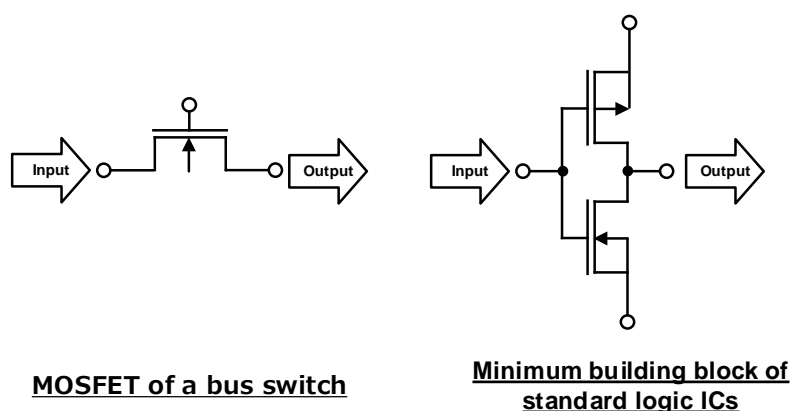 Input
Output
Input
Output
MOSFET of a bus switch
Minimum building block of
standard logic ICs